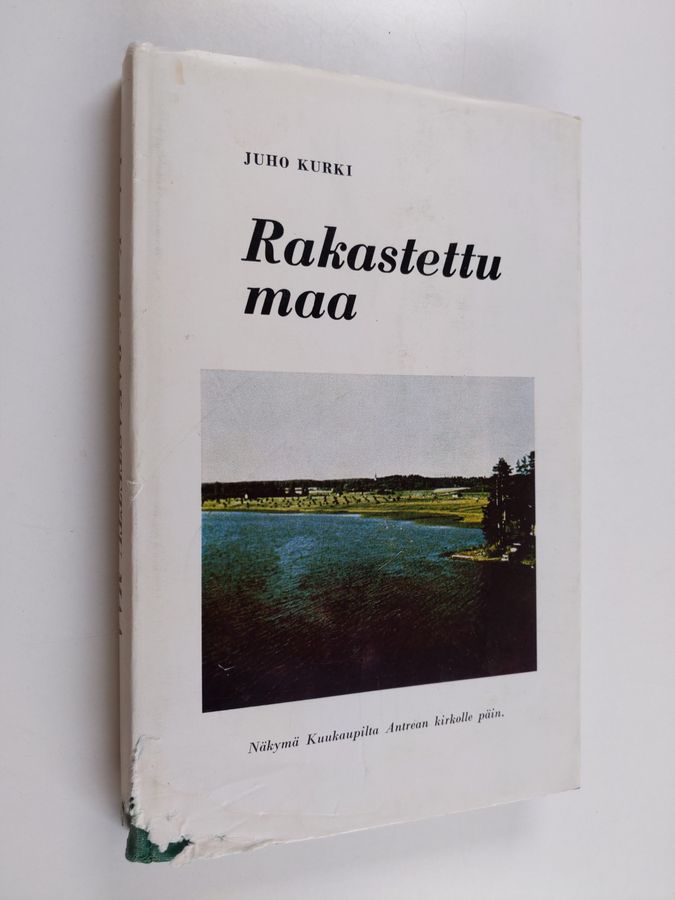 JUHO KURKI
Rakastettu
maa
Näkymä Kuukaupilta Antrean kirkolle päin.